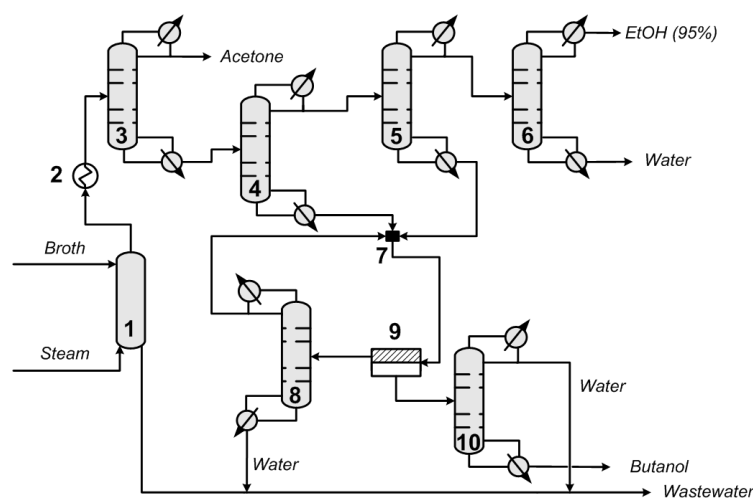 EtOH (95%)
Acetone
3
5
6
2
4
Water
Broth
7
1
9
Steam
8
Water
10
Water
Butanol
Wastewater